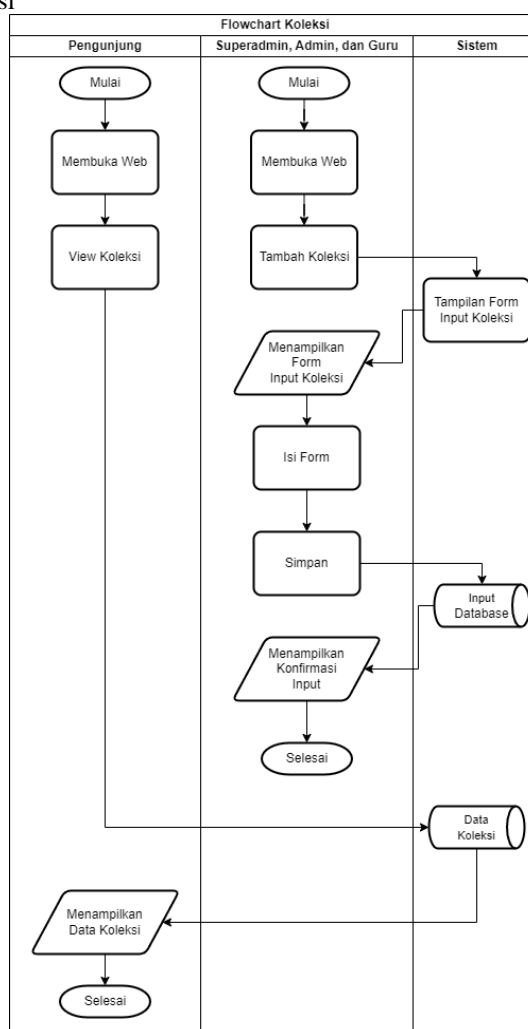 si
Flowchart Koleksi
Pengunjung
Superadmin, Admin, dan Guru
Sistem
Mulai
Mulai
Membuka Web
Membuka Web
View Koleksi
Tambah Koleksi
Tampilan Form
Input Koleksi
Menampilkan
Form
Input Koleksi
Isi Form
Simpan
Input
Database
Menampilkan
Konfirmasi
Input
Selesai
Data
Koleksi
Menampilkan
Data Koleksi
Selesai